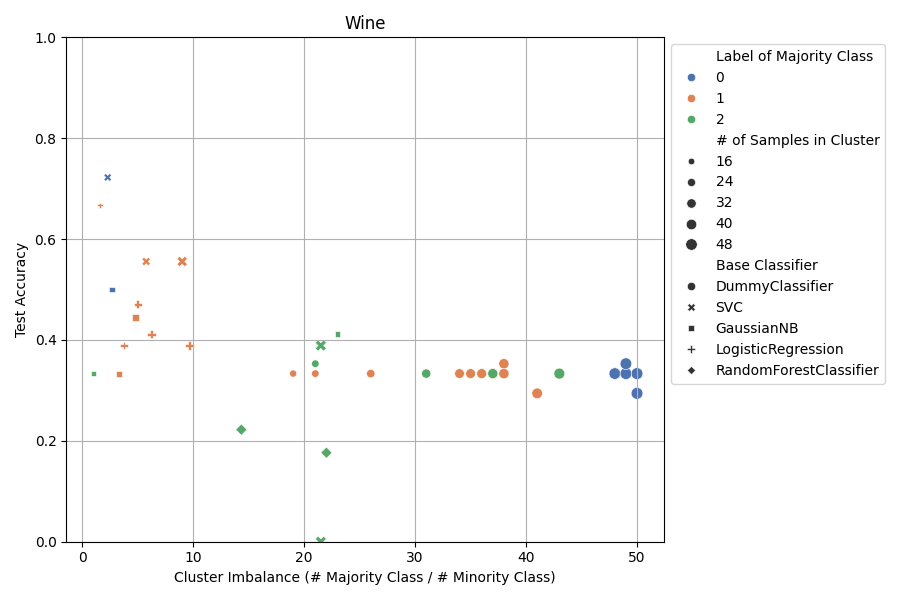 Wine
1.0
0.8
0.6
0.4
0.2
0.0
Test Accuracy
0 10 20 30 40 50
Cluster Imbalance (# Majority Class / # Minority Class)
Label of Majority Class
0
1
2
# of Samples in Cluster
16
24
32
40
48
Base Classifier
DummyClassifier
SVC
GaussianNB
LogisticRegression
RandomForestClassifier